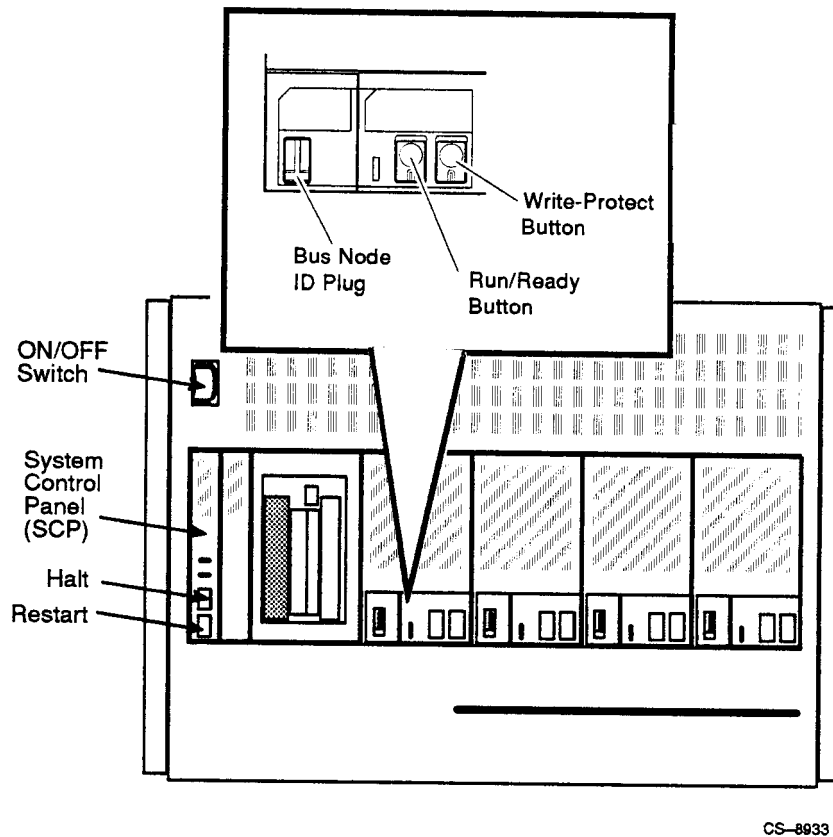 Write-Protect
Button
Bus Node
ID Plug
Run/Ready
Button
ON/OFF
Switch
System
Control
Panel
(SCP)
Halt
Restart
CS-8933